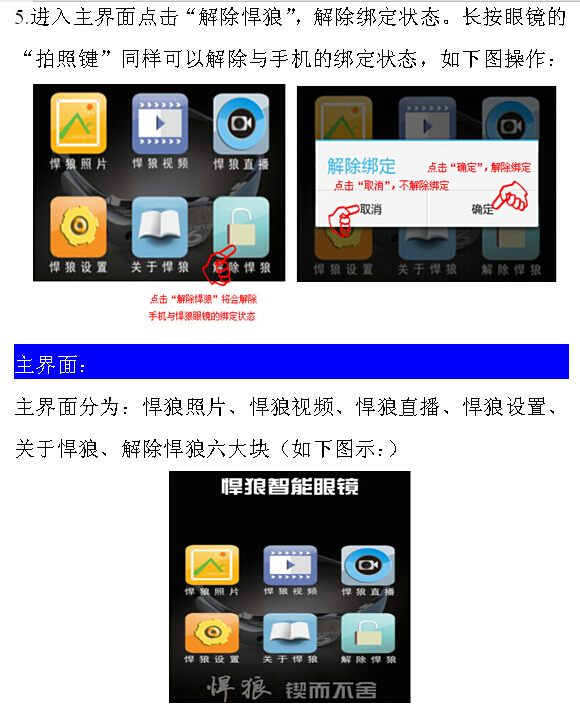 5.进入主界面点击“解除悍狼”，解除绑定状态。长按眼镜的
“拍照键”同样可以解除与手机的绑定状态，如下图操作：
悍狼照片 悍狼视频 悍狼直播
悍狼设置 关于悍狼 解除悍狼
点击“解除悍狼”将会解除
手机与悍狼眼镜的绑定状态
解除绑定
点击“确定”，解除绑定
点击“取消”，不解除绑定
取消 确定
悍狼设置 关于悍狼 解除悍狼
主界面：
主界面分为：悍狼照片、悍狼视频、悍狼直播、悍狼设置、
关于悍狼、解除悍狼六大块（如下图示：）
悍狼智能眼镜
悍狼照片 悍狼视频 悍狼直播
悍狼设置 关于悍狼 解除悍狼
悍狼 锲而不舍